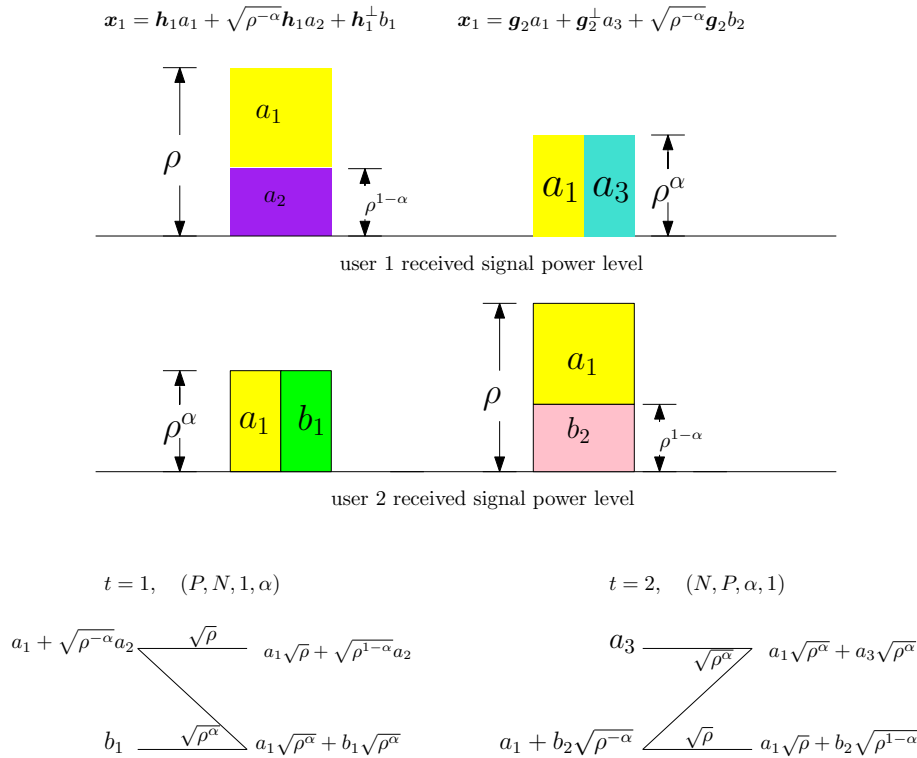 𝒙₁ = 𝒉₁a₁ + √(ρ^{−α})𝒉₁a₂ + 𝒉₁^⊥b₁
𝒙₁ = 𝒈₂a₁ + 𝒈₂^⊥a₃ + √(ρ^{−α})𝒈₂b₂
ρ
a₁
a₂
ρ^{1−α}
a₁ a₃
ρ^α
user 1 received signal power level
ρ^α
a₁ b₁
ρ
a₁
b₂
ρ^{1−α}
user 2 received signal power level
t = 1, (P, N, 1, α)
t = 2, (N, P, α, 1)
a₁ + √(ρ^{−α})a₂
√ρ
a₁√ρ + √(ρ^{1−α})a₂
b₁
√(ρ^α)
a₁√(ρ^α) + b₁√(ρ^α)
a₃
√(ρ^α)
a₁√(ρ^α) + a₃√(ρ^α)
a₁ + b₂√(ρ^{−α})
√ρ
a₁√ρ + b₂√(ρ^{1−α})